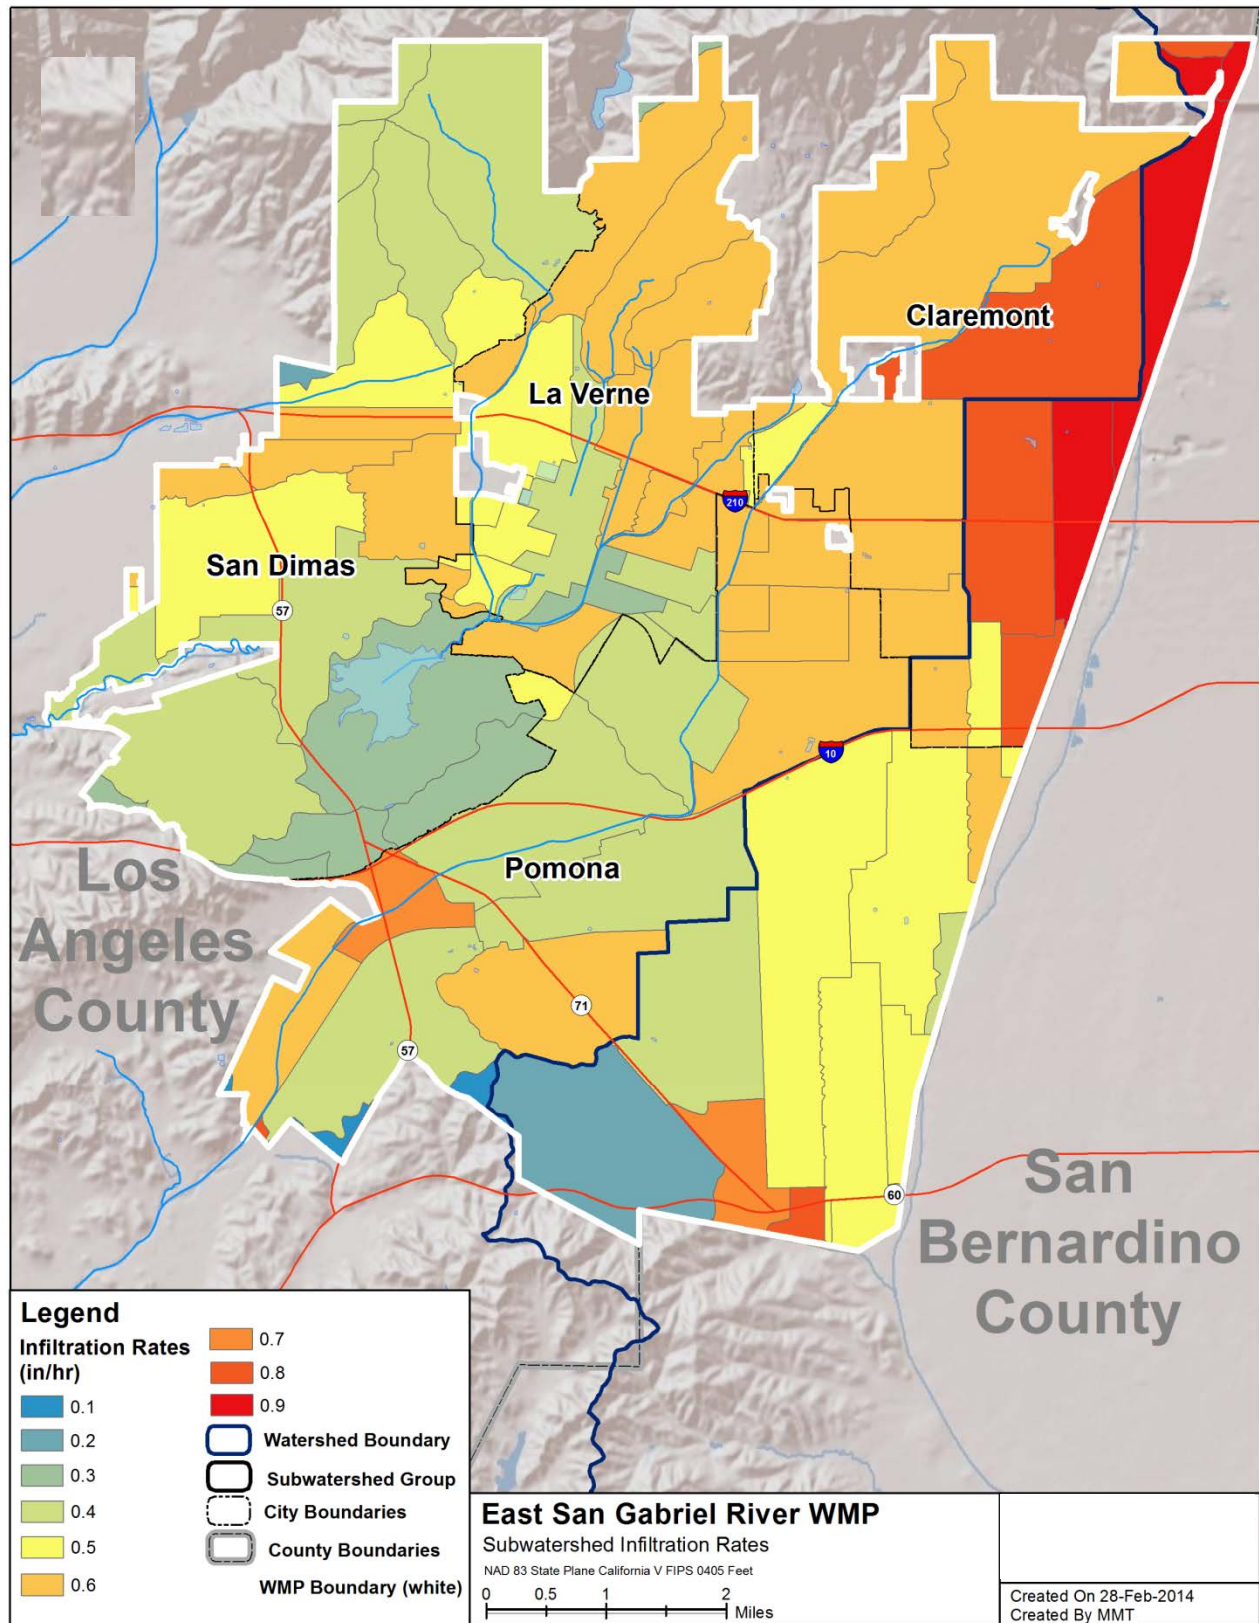 Claremont
La Verne
210
San Dimas
57
10
Pomona
Los
Angeles
County
71
57
60
San
Bernardino
County
Legend
Infiltration Rates
(in/hr)
0.1
0.2
0.3
0.4
0.5
0.6
0.7
0.8
0.9
Watershed Boundary
Subwatershed Group
City Boundaries
County Boundaries
WMP Boundary (white)
East San Gabriel River WMP
Subwatershed Infiltration Rates
NAD 83 State Plane California V FIPS 0405 Feet
0 0.5 1 2
Miles
Created On 28-Feb-2014
Created By MMT